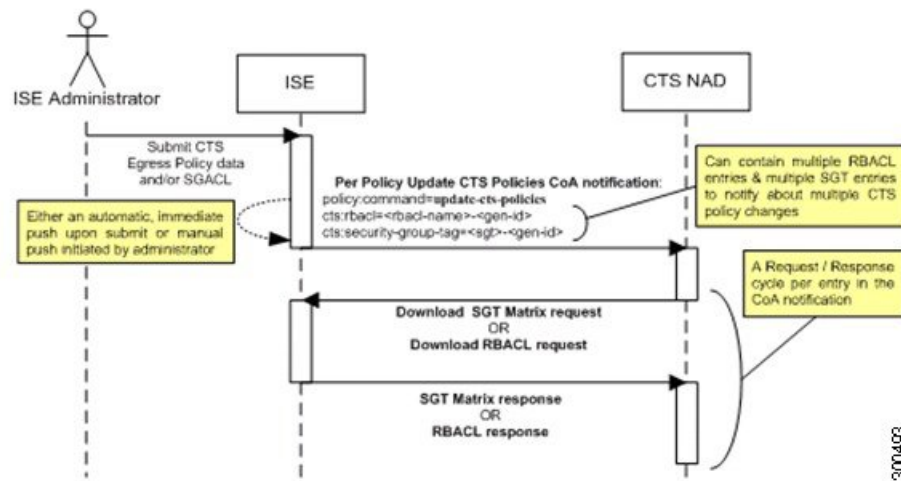 ISE Administrator
ISE
CTS NAD
Submit CTS
Egress Policy data
and/or SGACL
Either an automatic, immediate
push upon submit or manual
push initiated by administrator
Per Policy Update CTS Policies CoA notification:
policy:command=update-cts-policies
cts:rbacl=<rbacl-name>-<gen-id>
cts:security-group-tag=<sgt>-<gen-id>
Can contain multiple RBACL
entries & multiple SGT entries
to notify about multiple CTS
policy changes
A Request / Response
cycle per entry in the
CoA notification
Download SGT Matrix request
OR
Download RBACL request
SGT Matrix response
OR
RBACL response
300493